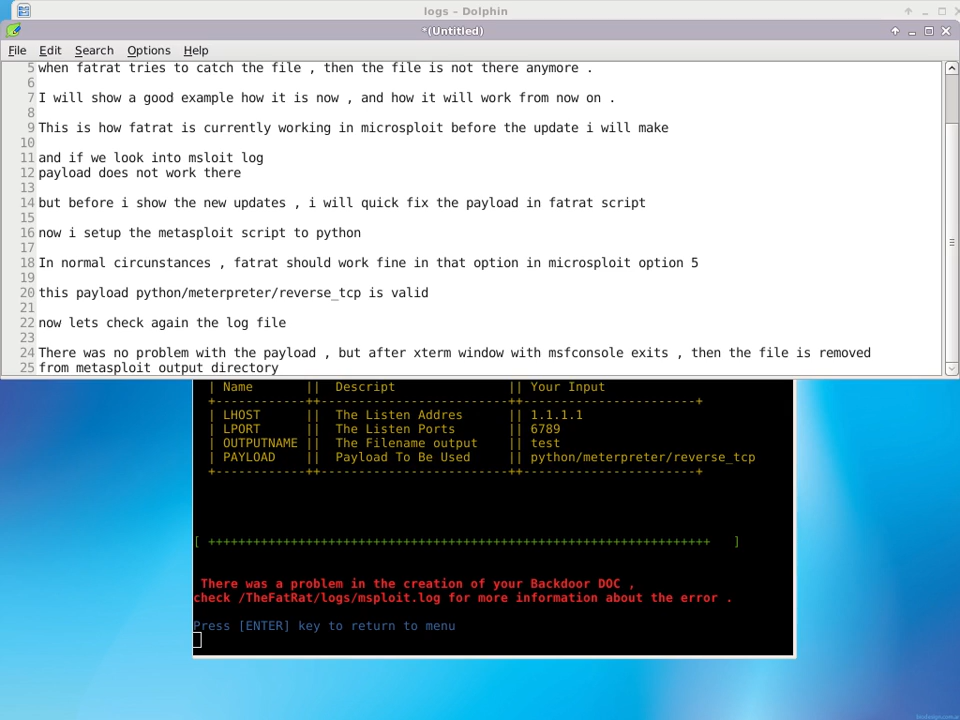 logs – Dolphin
*(Untitled)
File Edit Search Options Help
5 when fatrat tries to catch the file , then the file is not there anymore .
6
7 I will show a good example how it is now , and how it will work from now on .
8
9 This is how fatrat is currently working in microsploit before the update i will make
10
11 and if we look into msloit log
12 payload does not work there
13
14 but before i show the new updates , i will quick fix the payload in fatrat script
15
16 now i setup the metasploit script to python
17
18 In normal circunstances , fatrat should work fine in that option in microsploit option 5
19
20 this payload python/meterpreter/reverse_tcp is valid
21
22 now lets check again the log file
23
24 There was no problem with the payload , but after xterm window with msfconsole exits , then the file is removed
25 from metasploit output directory
| Name || Descript || Your Input
+------------++-------------------------++-----------------------+
| LHOST || The Listen Addres || 1.1.1.1
| LPORT || The Listen Ports || 6789
| OUTPUTNAME || The Filename output || test
| PAYLOAD || Payload To Be Used || python/meterpreter/reverse_tcp
+------------++-------------------------++-----------------------+
[ +++++++++++++++++++++++++++++++++++++++++++++++++++++++++++++++++++ ]
There was a problem in the creation of your Backdoor DOC ,
check /TheFatRat/logs/msploit.log for more information about the error .
Press [ENTER] key to return to menu